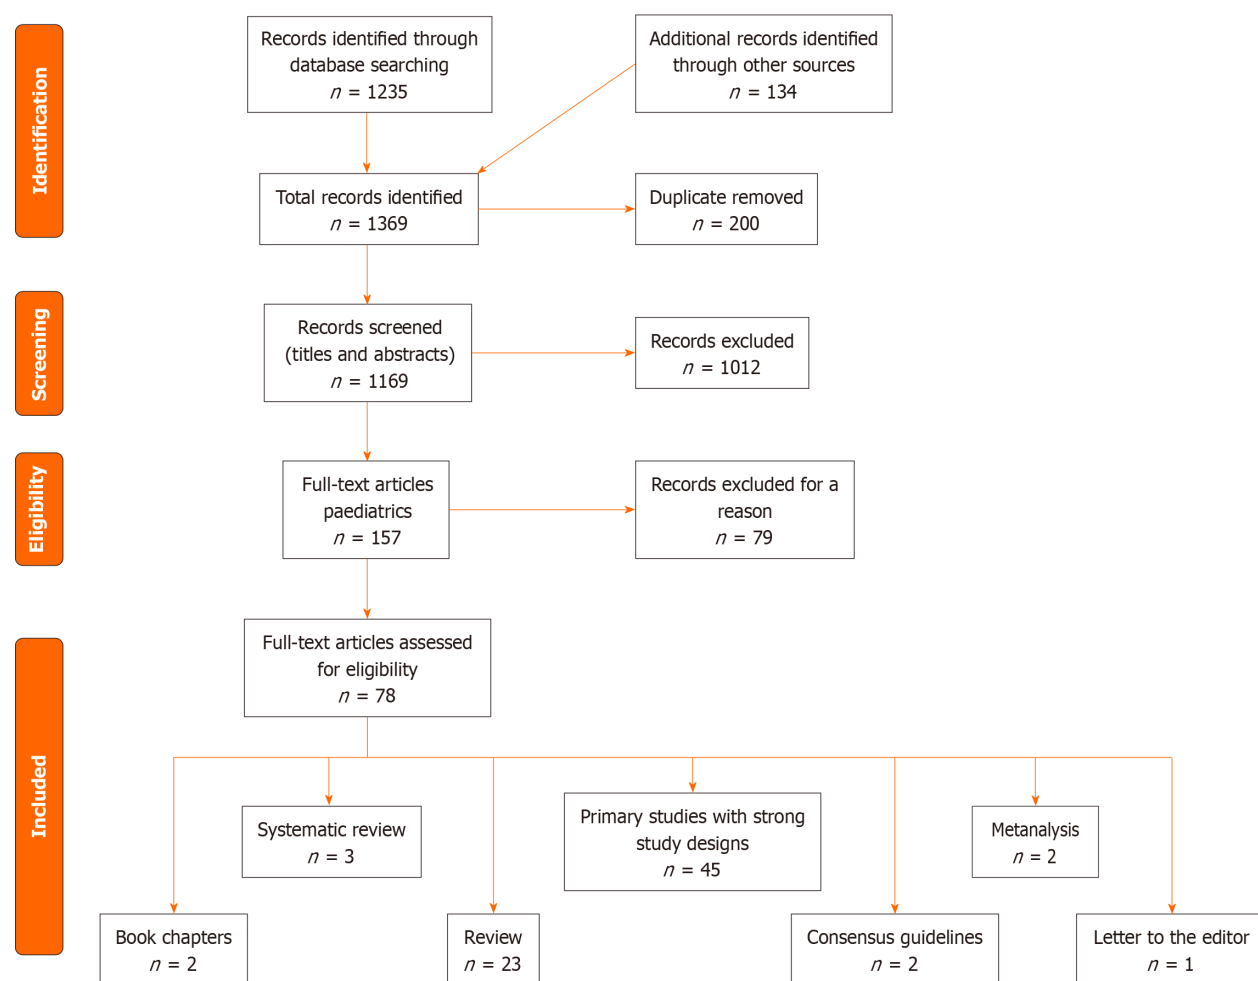 Identification
Records identified through
database searching
n = 1235
Additional records identified
through other sources
n = 134
Total records identified
n = 1369
Duplicate removed
n = 200
Screening
Records screened
(titles and abstracts)
n = 1169
Records excluded
n = 1012
Eligibility
Full-text articles
paediatrics
n = 157
Records excluded for a
reason
n = 79
Included
Full-text articles assessed
for eligibility
n = 78
Systematic review
n = 3
Primary studies with strong
study designs
n = 45
Metanalysis
n = 2
Book chapters
n = 2
Review
n = 23
Consensus guidelines
n = 2
Letter to the editor
n = 1